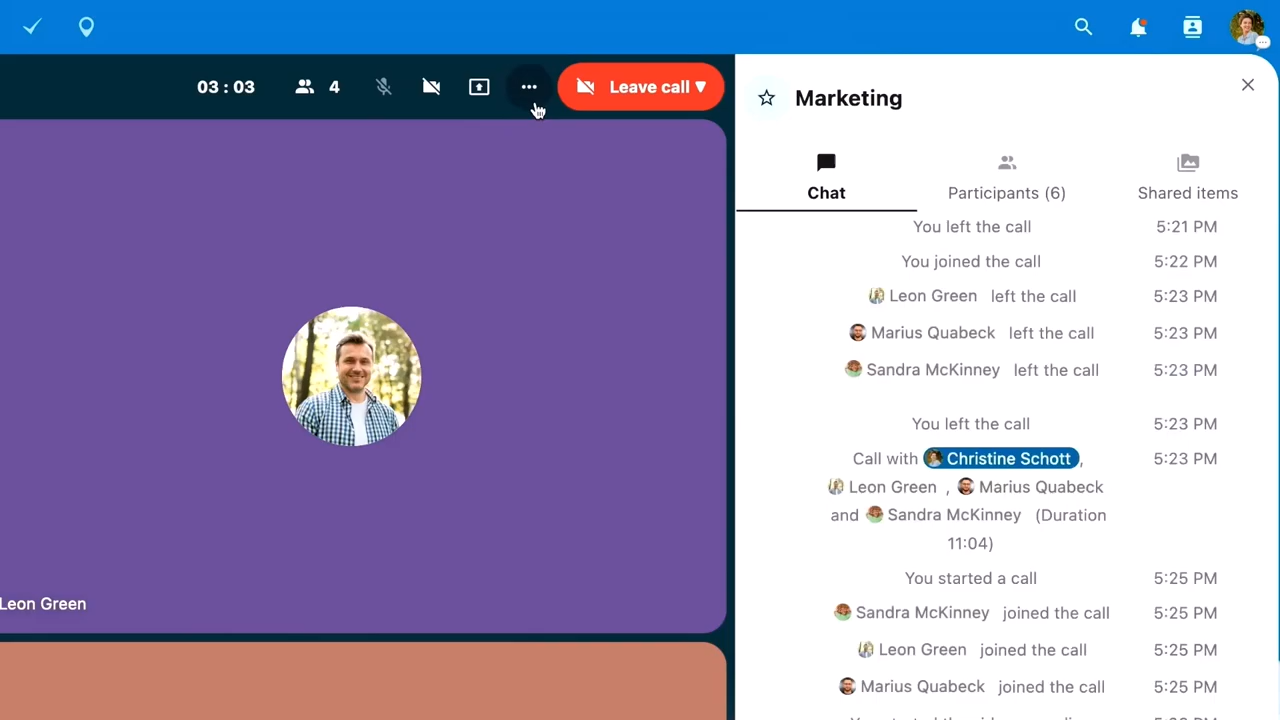 03 : 03
4
Leave call
Marketing
Chat
Participants (6)
Shared items
You left the call 5:21 PM
You joined the call 5:22 PM
Leon Green left the call 5:23 PM
Marius Quabeck left the call 5:23 PM
Sandra McKinney left the call 5:23 PM
You left the call 5:23 PM
Call with Christine Schott, 5:23 PM
Leon Green , Marius Quabeck
and Sandra McKinney (Duration
11:04)
You started a call 5:25 PM
Sandra McKinney joined the call 5:25 PM
Leon Green joined the call 5:25 PM
Marius Quabeck joined the call 5:25 PM
Leon Green